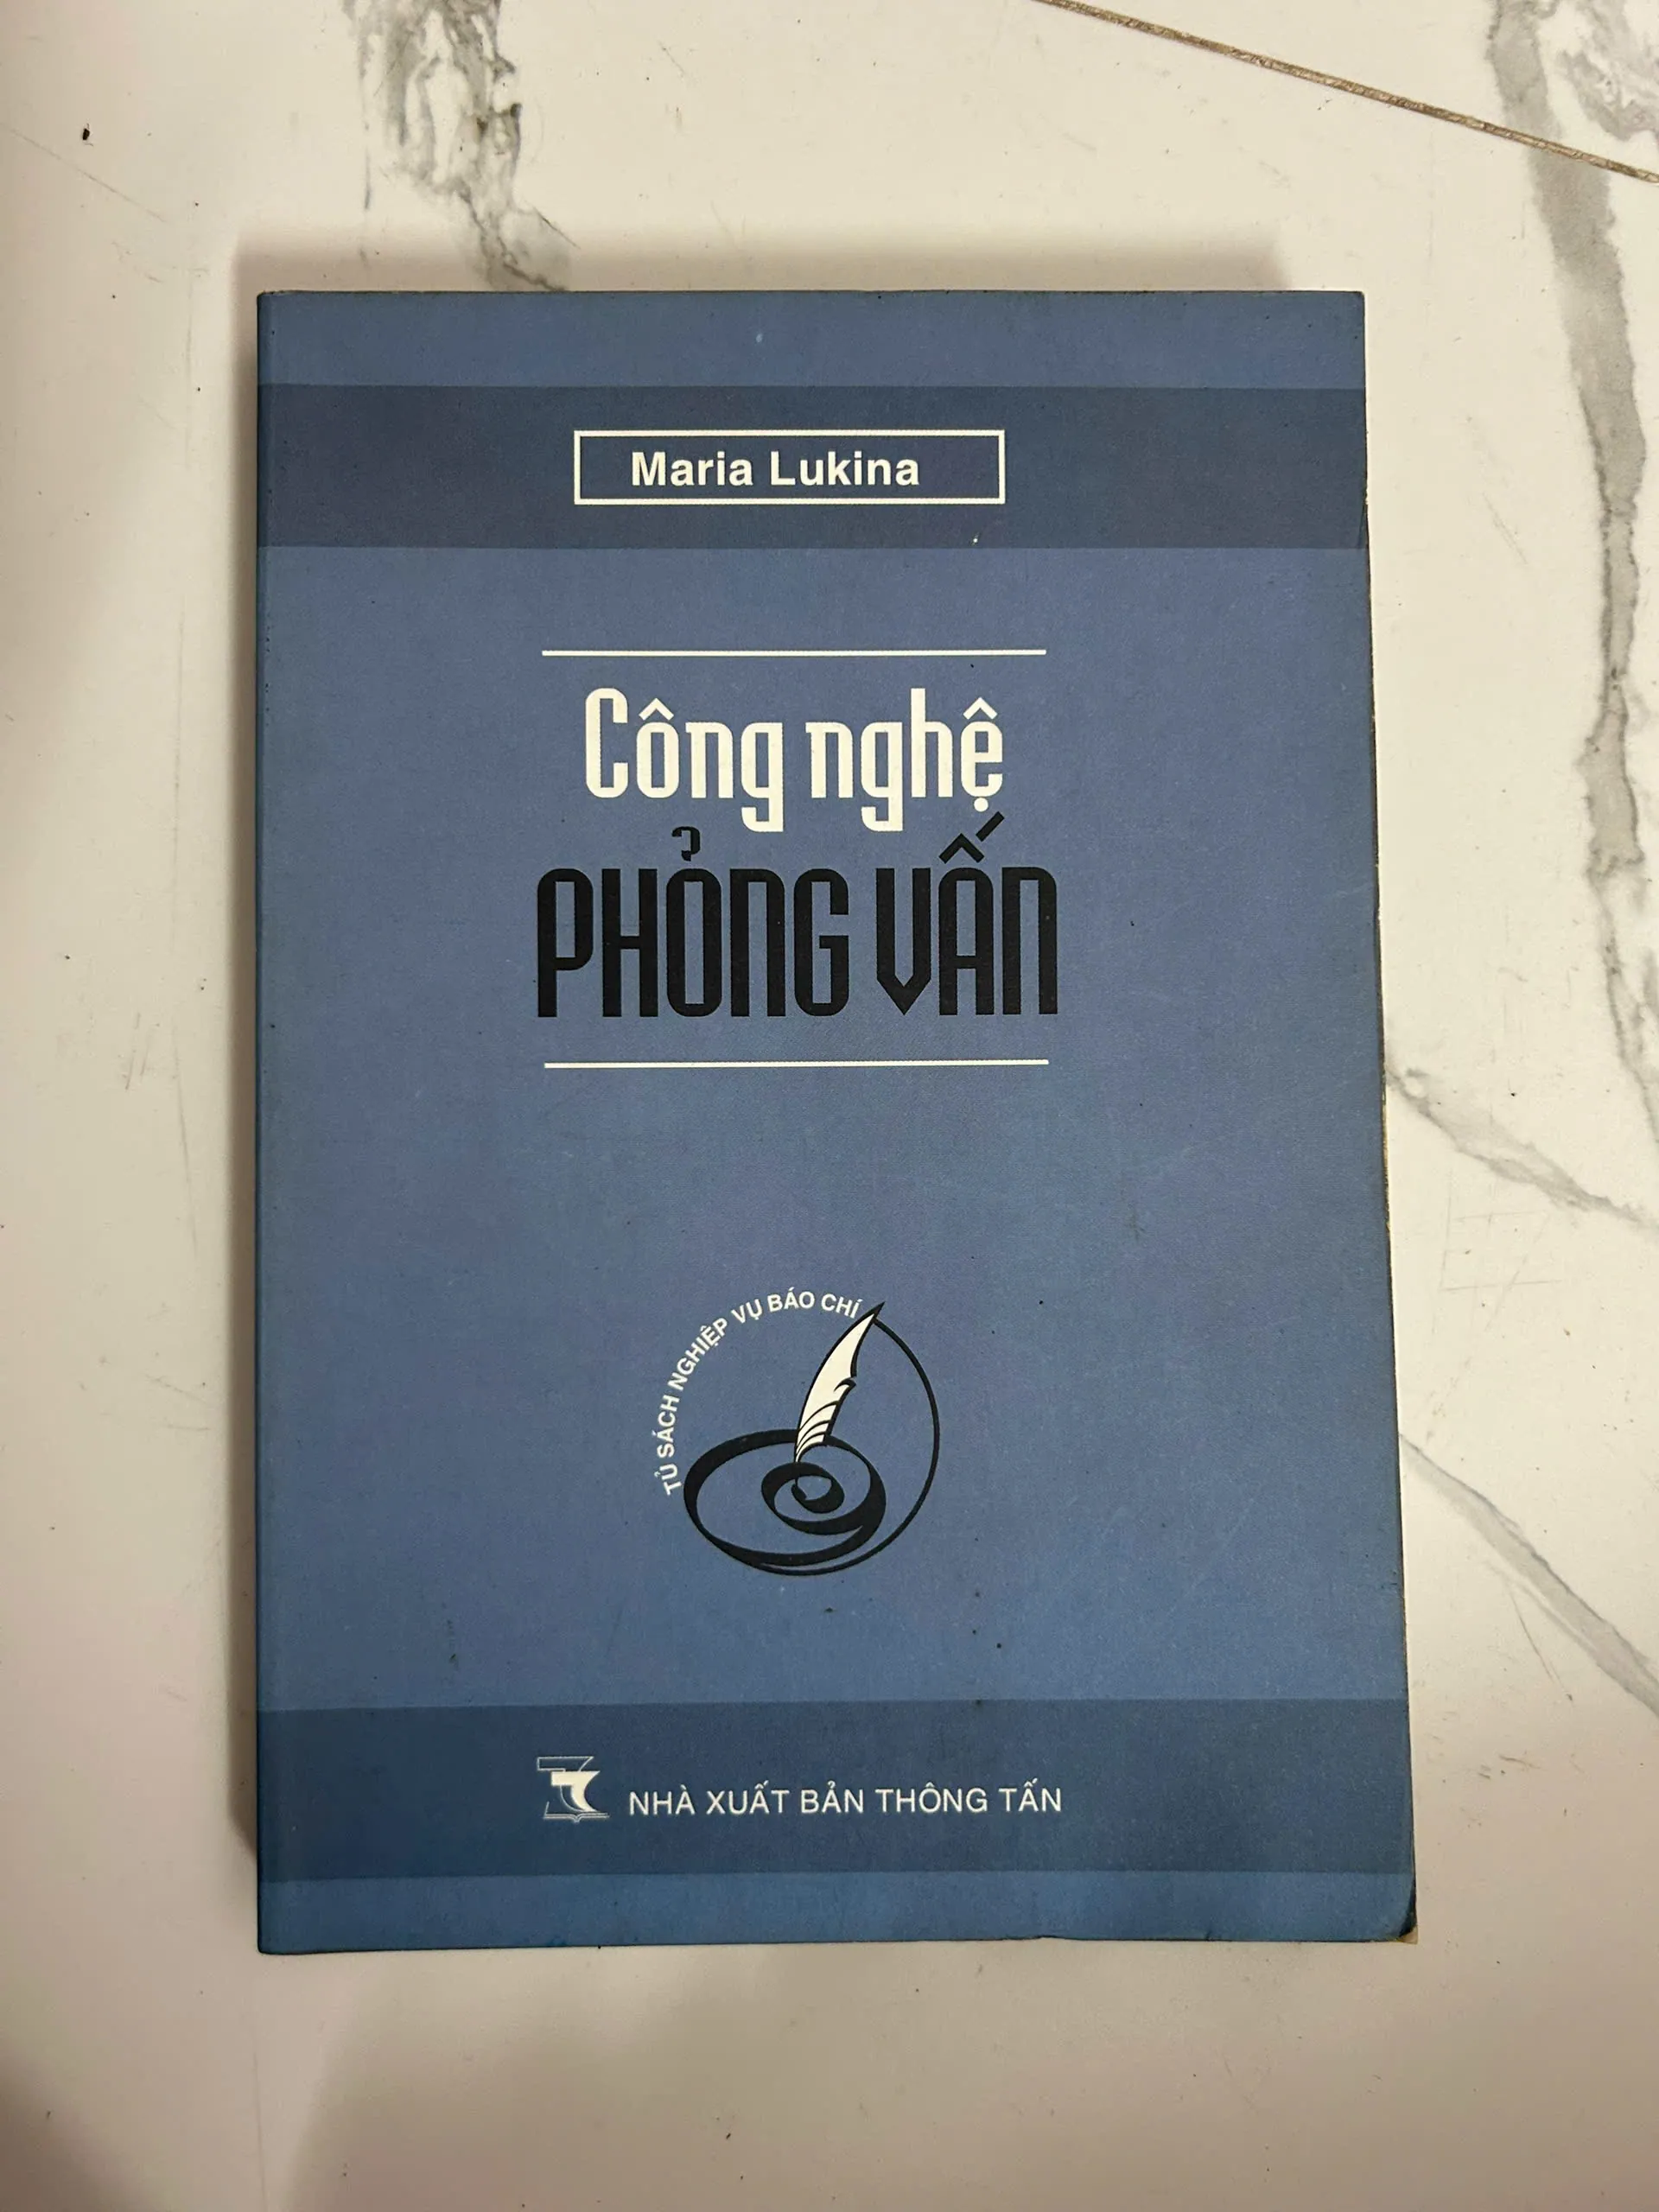 Maria Lukina
Công nghệ
PHỎNG VẤN
TỦ SÁCH NGHIỆP VỤ BÁO CHÍ
NHÀ XUẤT BẢN THÔNG TẤN